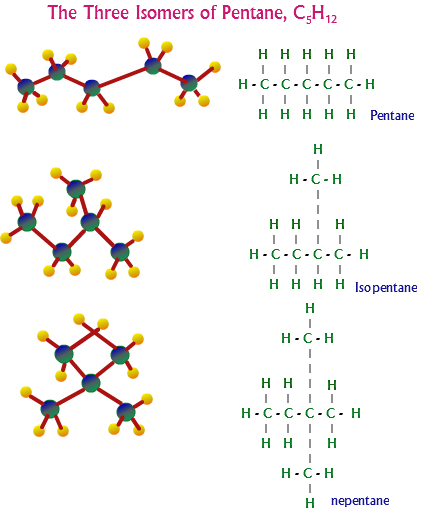 The Three Isomers of Pentane, C₅H₁₂
H H H H H
H-C-C-C-C-C-H
H H H H H
Pentane
H
H-C-H
H H H
H-C-C-C-C-H
H H H H
Isopentane
H
H-C-H
H H H
H-C-C-C-C-H
H H H
H-C-H
H
nepentane